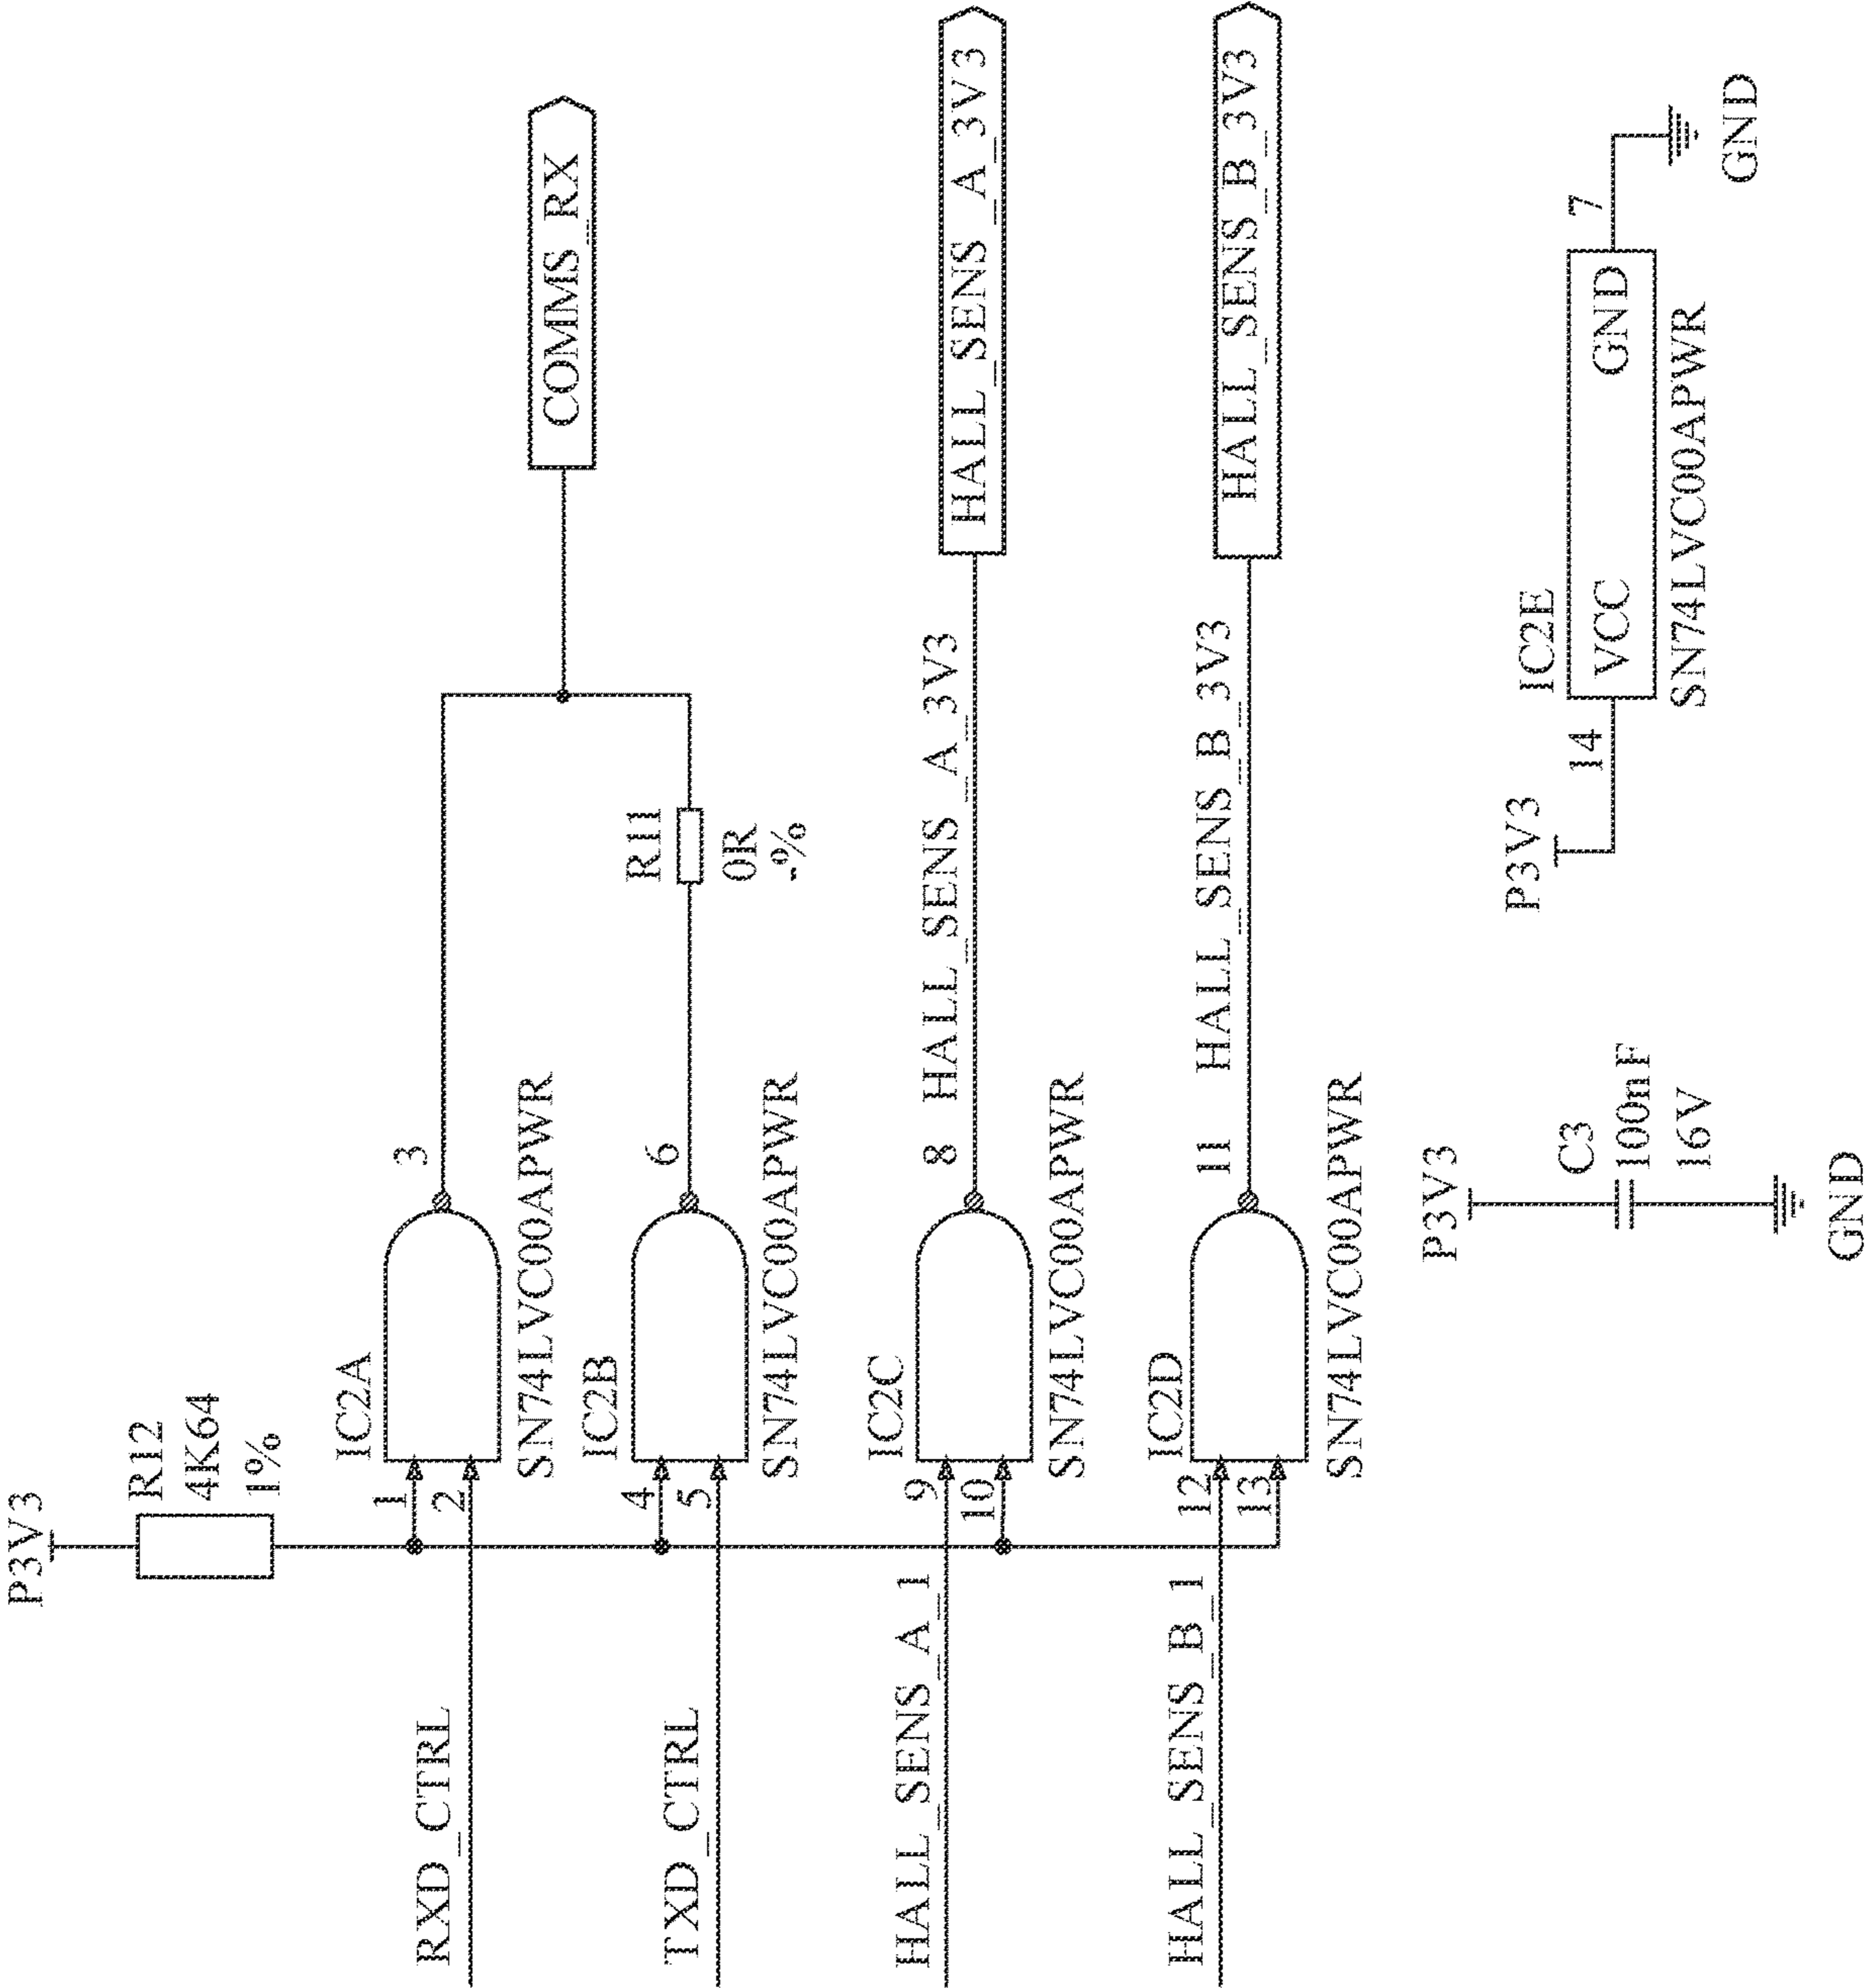 P3V3
R12
4K64
1%
RXD_CTRL
1
2
IC2A
SN74LVC00APWR
3
COMMS_RX
TXD_CTRL
4
5
IC2B
SN74LVC00APWR
6
R11
0R
-%
HALL_SENS_A_1
9
10
IC2C
SN74LVC00APWR
8
HALL_SENS_A_3V3
HALL_SENS_A_3V3
HALL_SENS_B_1
12
13
IC2D
SN74LVC00APWR
11
HALL_SENS_B_3V3
HALL_SENS_B_3V3
P3V3
C3
100nF
16V
GND
P3V3
14
IC2E
VCC
GND
SN74LVC00APWR
7
GND